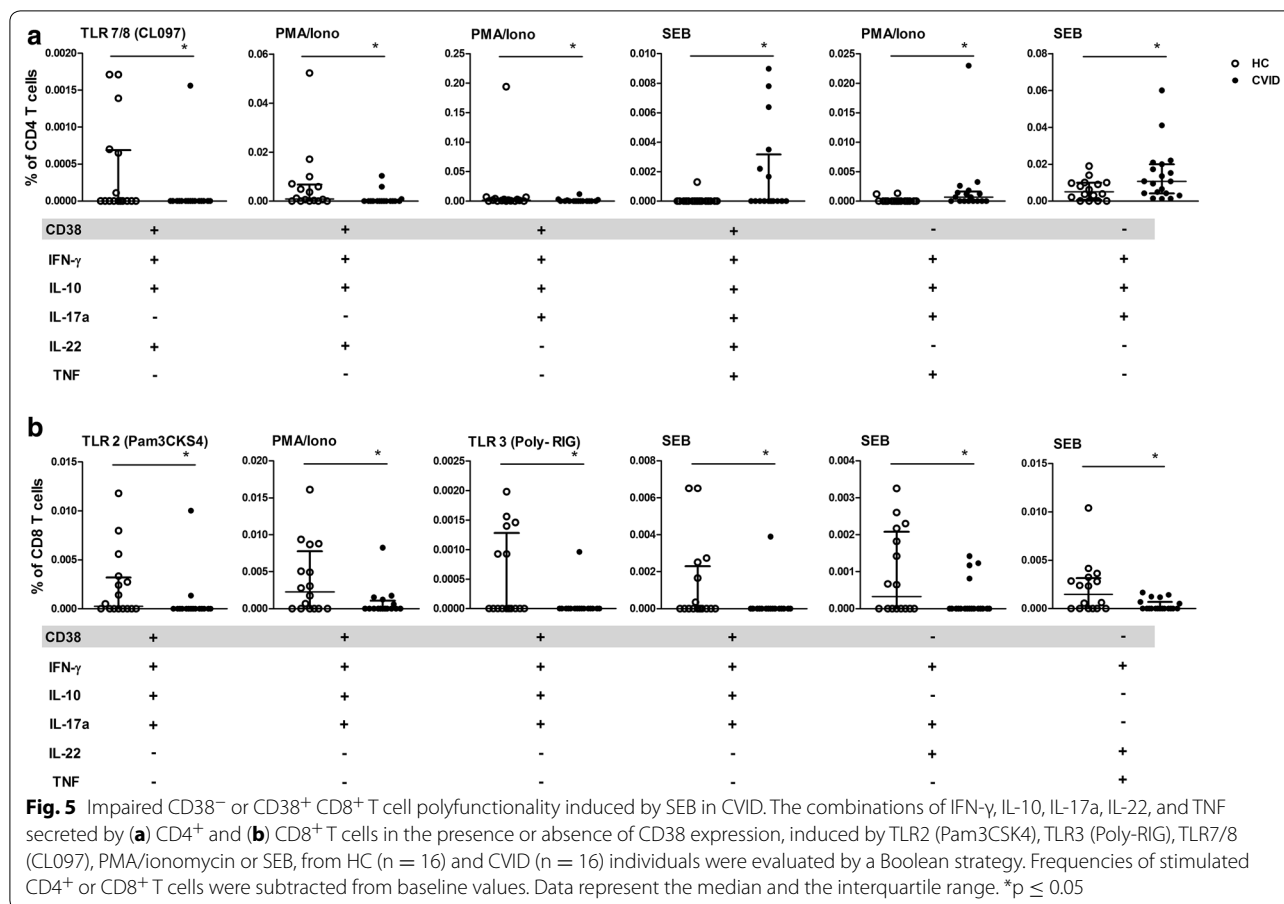 a
TLR 7/8 (CL097) PMA/Iono PMA/Iono SEB PMA/Iono SEB
* * * * * *
HC
CVID
% of CD4 T cells
0.0020 0.06 0.25 0.010 0.025 0.08
0.0015 0.04 0.20 0.008 0.020 0.06
0.0010 0.02 0.15 0.006 0.015 0.04
0.0005 0.00 0.10 0.004 0.010 0.02
0.0000 0.05 0.002 0.005 0.00
0.00 0.000 0.000
CD38 + + + + - -
IFN-γ + + + + + +
IL-10 + + + + + +
IL-17a - - + + + +
IL-22 + + - + - -
TNF - - - + + -
b
TLR 2 (Pam3CKS4) PMA/Iono TLR 3 (Poly- RIG) SEB SEB SEB
* * * * * *
% of CD8 T cells
0.015 0.020 0.0025 0.008 0.004 0.015
0.010 0.015 0.0020 0.006 0.003 0.010
0.005 0.010 0.0015 0.004 0.002 0.005
0.000 0.005 0.0010 0.002 0.001 0.000
0.000 0.0005 0.000 0.000
0.0000
CD38 + + + + - -
IFN-γ + + + + + +
IL-10 + + + + - -
IL-17a + + + + + -
IL-22 - - - - + +
TNF - - - - - +
Fig. 5 Impaired CD38− or CD38+ CD8+ T cell polyfunctionality induced by SEB in CVID. The combinations of IFN-γ, IL-10, IL-17a, IL-22, and TNF
secreted by (a) CD4+ and (b) CD8+ T cells in the presence or absence of CD38 expression, induced by TLR2 (Pam3CSK4), TLR3 (Poly-RIG), TLR7/8
(CL097), PMA/ionomycin or SEB, from HC (n = 16) and CVID (n = 16) individuals were evaluated by a Boolean strategy. Frequencies of stimulated
CD4+ or CD8+ T cells were subtracted from baseline values. Data represent the median and the interquartile range. *p ≤ 0.05